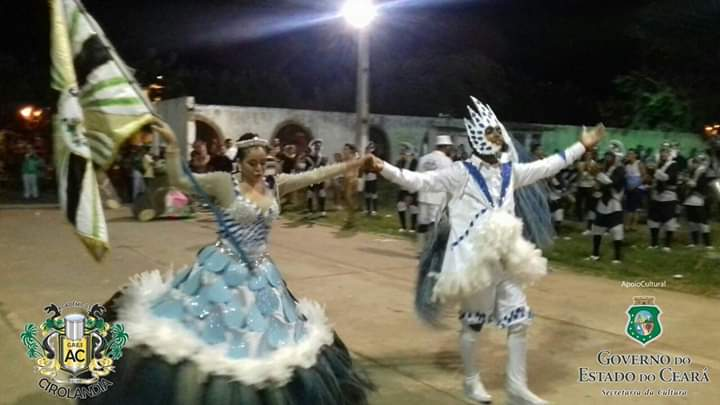 ApoioCultural
GOVERNO DO
ESTADO DO CEARÁ
Secretaria da Cultura
AC
CIROLANDIA